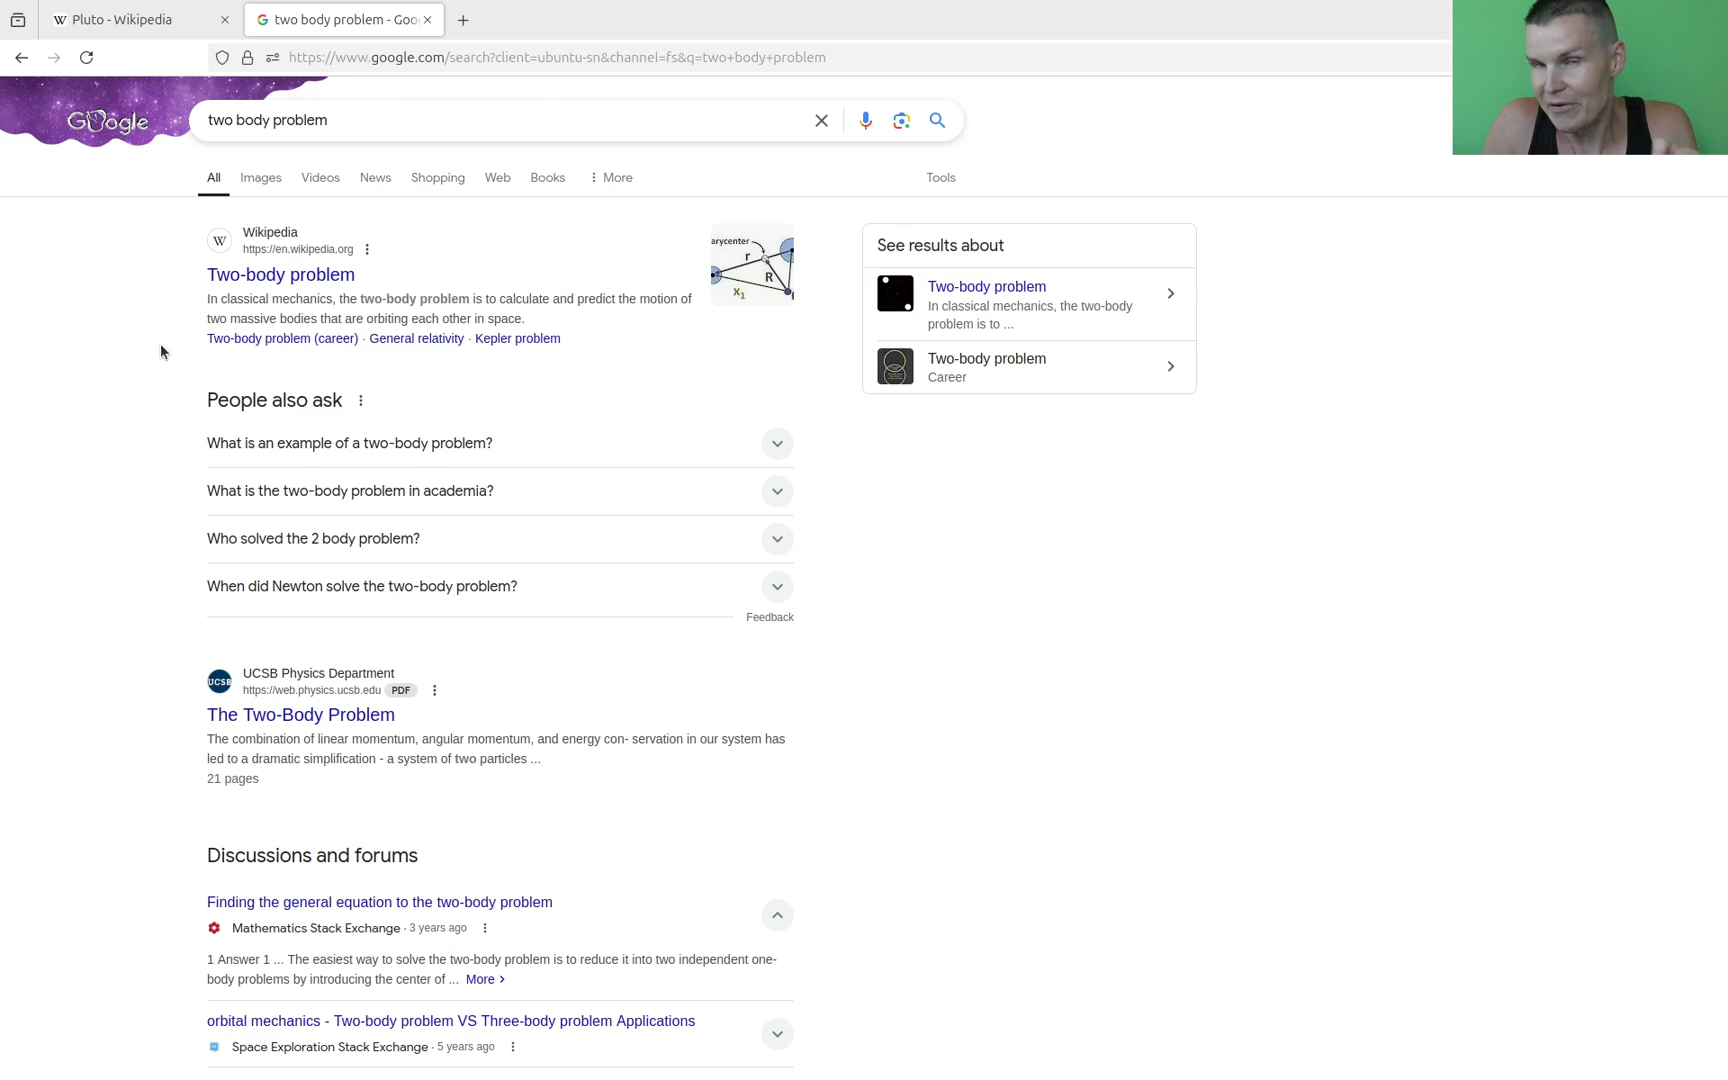 Pluto - Wikipedia
two body problem - Goo
https://www.google.com/search?client=ubuntu-sn&channel=fs&q=two+body+problem
Google
two body problem
All
Images
Videos
News
Shopping
Web
Books
More
Tools
Wikipedia
https://en.wikipedia.org
Two-body problem
In classical mechanics, the two-body problem is to calculate and predict the motion of
two massive bodies that are orbiting each other in space.
Two-body problem (career) · General relativity · Kepler problem
arycenter
r
R
x1
See results about
Two-body problem
In classical mechanics, the two-body
problem is to ...
Two-body problem
Career
People also ask
What is an example of a two-body problem?
What is the two-body problem in academia?
Who solved the 2 body problem?
When did Newton solve the two-body problem?
Feedback
UCSB
UCSB Physics Department
https://web.physics.ucsb.edu PDF
The Two-Body Problem
The combination of linear momentum, angular momentum, and energy con- servation in our system has
led to a dramatic simplification - a system of two particles ...
21 pages
Discussions and forums
Finding the general equation to the two-body problem
Mathematics Stack Exchange · 3 years ago
1 Answer 1 ... The easiest way to solve the two-body problem is to reduce it into two independent one-
body problems by introducing the center of ... More
orbital mechanics - Two-body problem VS Three-body problem Applications
Space Exploration Stack Exchange · 5 years ago